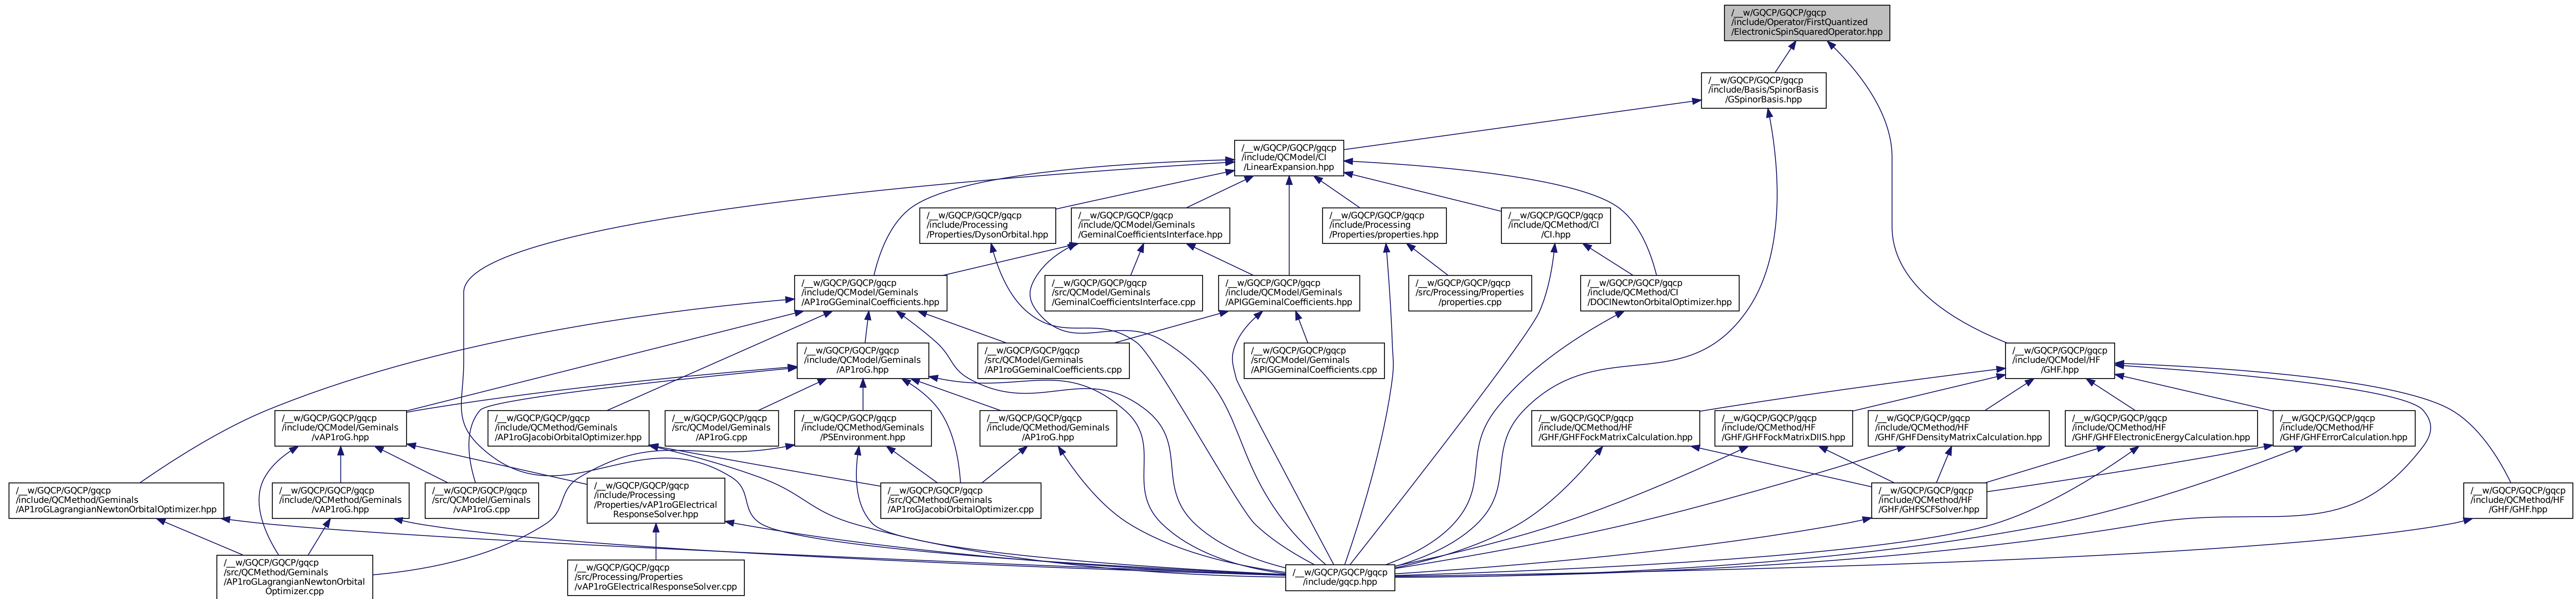 /__w/GQCP/GQCP/gqcp
/include/Operator/FirstQuantized
/ElectronicSpinSquaredOperator.hpp
/__w/GQCP/GQCP/gqcp
/include/Basis/SpinorBasis
/GSpinorBasis.hpp
/__w/GQCP/GQCP/gqcp
/include/QCModel/CI
/LinearExpansion.hpp
/__w/GQCP/GQCP/gqcp
/include/Processing
/Properties/DysonOrbital.hpp
/__w/GQCP/GQCP/gqcp
/include/QCModel/Geminals
/GeminalCoefficientsInterface.hpp
/__w/GQCP/GQCP/gqcp
/include/Processing
/Properties/properties.hpp
/__w/GQCP/GQCP/gqcp
/include/QCMethod/CI
/CI.hpp
/__w/GQCP/GQCP/gqcp
/include/QCModel/Geminals
/AP1roGGeminalCoefficients.hpp
/__w/GQCP/GQCP/gqcp
/src/QCModel/Geminals
/GeminalCoefficientsInterface.cpp
/__w/GQCP/GQCP/gqcp
/include/QCModel/Geminals
/APIGGeminalCoefficients.hpp
/__w/GQCP/GQCP/gqcp
/src/Processing/Properties
/properties.cpp
/__w/GQCP/GQCP/gqcp
/include/QCMethod/CI
/DOCINewtonOrbitalOptimizer.hpp
/__w/GQCP/GQCP/gqcp
/include/QCModel/Geminals
/AP1roG.hpp
/__w/GQCP/GQCP/gqcp
/src/QCModel/Geminals
/AP1roGGeminalCoefficients.cpp
/__w/GQCP/GQCP/gqcp
/src/QCModel/Geminals
/APIGGeminalCoefficients.cpp
/__w/GQCP/GQCP/gqcp
/include/QCModel/HF
/GHF.hpp
/__w/GQCP/GQCP/gqcp
/include/QCModel/Geminals
/vAP1roG.hpp
/__w/GQCP/GQCP/gqcp
/include/QCMethod/Geminals
/AP1roGJacobiOrbitalOptimizer.hpp
/__w/GQCP/GQCP/gqcp
/src/QCModel/Geminals
/AP1roG.cpp
/__w/GQCP/GQCP/gqcp
/include/QCMethod/Geminals
/PSEnvironment.hpp
/__w/GQCP/GQCP/gqcp
/include/QCMethod/Geminals
/AP1roG.hpp
/__w/GQCP/GQCP/gqcp
/include/QCMethod/HF
/GHF/GHFFockMatrixCalculation.hpp
/__w/GQCP/GQCP/gqcp
/include/QCMethod/HF
/GHF/GHFFockMatrixDIIS.hpp
/__w/GQCP/GQCP/gqcp
/include/QCMethod/HF
/GHF/GHFDensityMatrixCalculation.hpp
/__w/GQCP/GQCP/gqcp
/include/QCMethod/HF
/GHF/GHFElectronicEnergyCalculation.hpp
/__w/GQCP/GQCP/gqcp
/include/QCMethod/HF
/GHF/GHFErrorCalculation.hpp
/__w/GQCP/GQCP/gqcp
/include/QCMethod/Geminals
/AP1roGLagrangianNewtonOrbitalOptimizer.hpp
/__w/GQCP/GQCP/gqcp
/include/QCMethod/Geminals
/vAP1roG.hpp
/__w/GQCP/GQCP/gqcp
/src/QCModel/Geminals
/vAP1roG.cpp
/__w/GQCP/GQCP/gqcp
/include/Processing
/Properties/vAP1roGElectrical
ResponseSolver.hpp
/__w/GQCP/GQCP/gqcp
/src/QCMethod/Geminals
/AP1roGJacobiOrbitalOptimizer.cpp
/__w/GQCP/GQCP/gqcp
/include/QCMethod/HF
/GHF/GHFSCFSolver.hpp
/__w/GQCP/GQCP/gqcp
/include/QCMethod/HF
/GHF/GHF.hpp
/__w/GQCP/GQCP/gqcp
/src/QCMethod/Geminals
/AP1roGLagrangianNewtonOrbital
Optimizer.cpp
/__w/GQCP/GQCP/gqcp
/src/Processing/Properties
/vAP1roGElectricalResponseSolver.cpp
/__w/GQCP/GQCP/gqcp
/include/gqcp.hpp